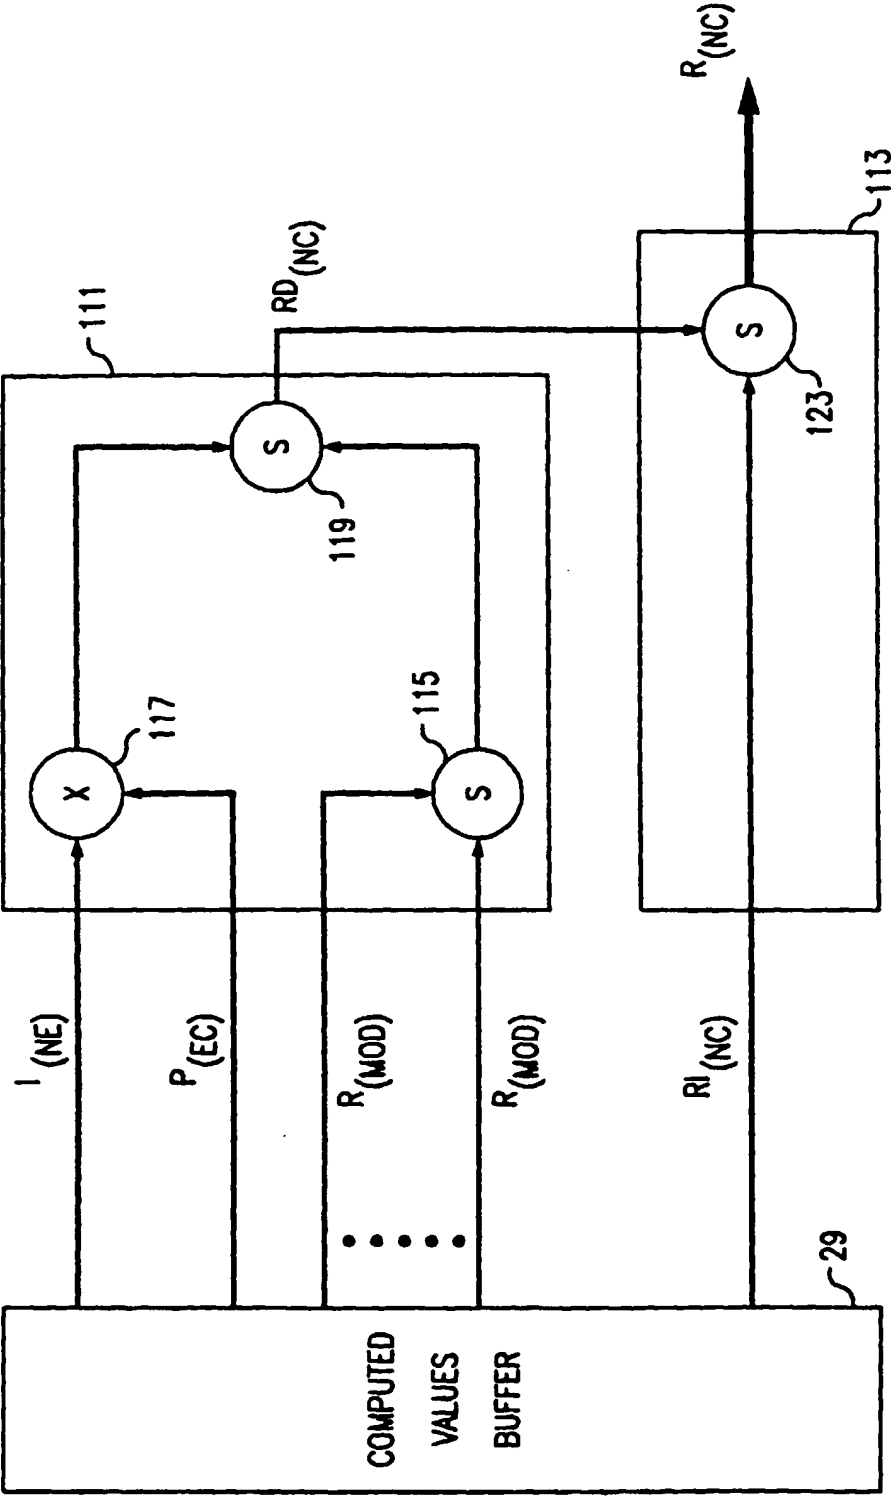 I(NE)
111
X
117
P(EC)
S
RD(NC)
119
R(MOD)
COMPUTED
VALUES
BUFFER
115
S
R(MOD)
RI(NC)
R(NC)
S
123
29
113